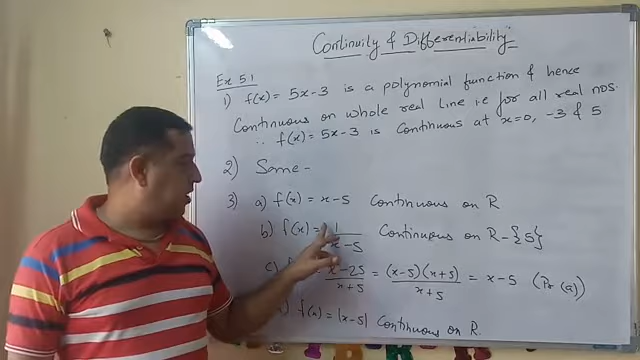 Continuity & Differentiability
Ex 5.1
1) f(x) = 5x-3 is a polynomial function & hence
Continuous on whole real line i.e for all real nos.
∴ f(x) = 5x-3 is Continuous at x=0, -3 & 5
2) Same -
3) a) f(x) = x-5 Continuous on R
b) f(x) = 1/x-5 Continuous on R-{5}
c) = x-25/x+5 = (x-5)(x+5)/x+5 = x-5 (Pr (a))
f(x) = |x-5| Continuous on R.